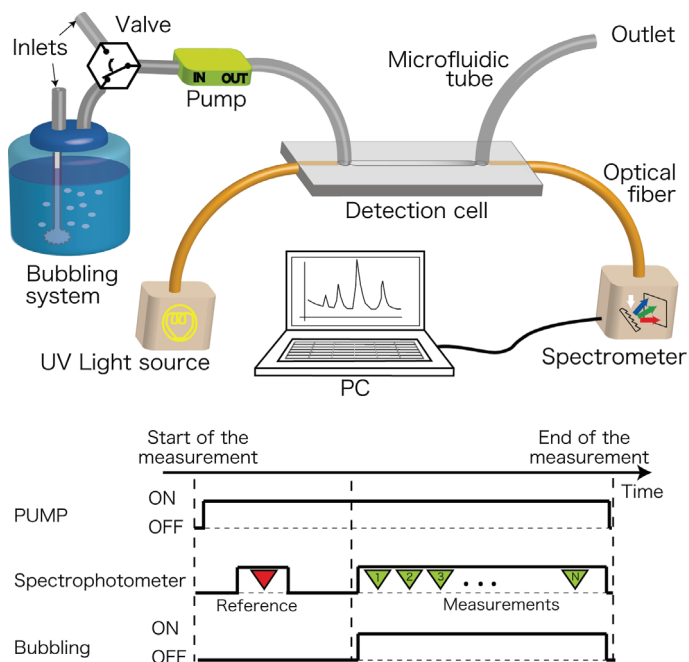 Valve
Inlets
IN OUT
Pump
Microfluidic
tube
Outlet
Optical
fiber
Detection cell
Bubbling
system
UV Light source
PC
Spectrometer
Start of the
measurement
End of the
measurement
Time
PUMP
ON
OFF
Spectrophotometer
1 2 3 N
Reference
Measurements
Bubbling
ON
OFF